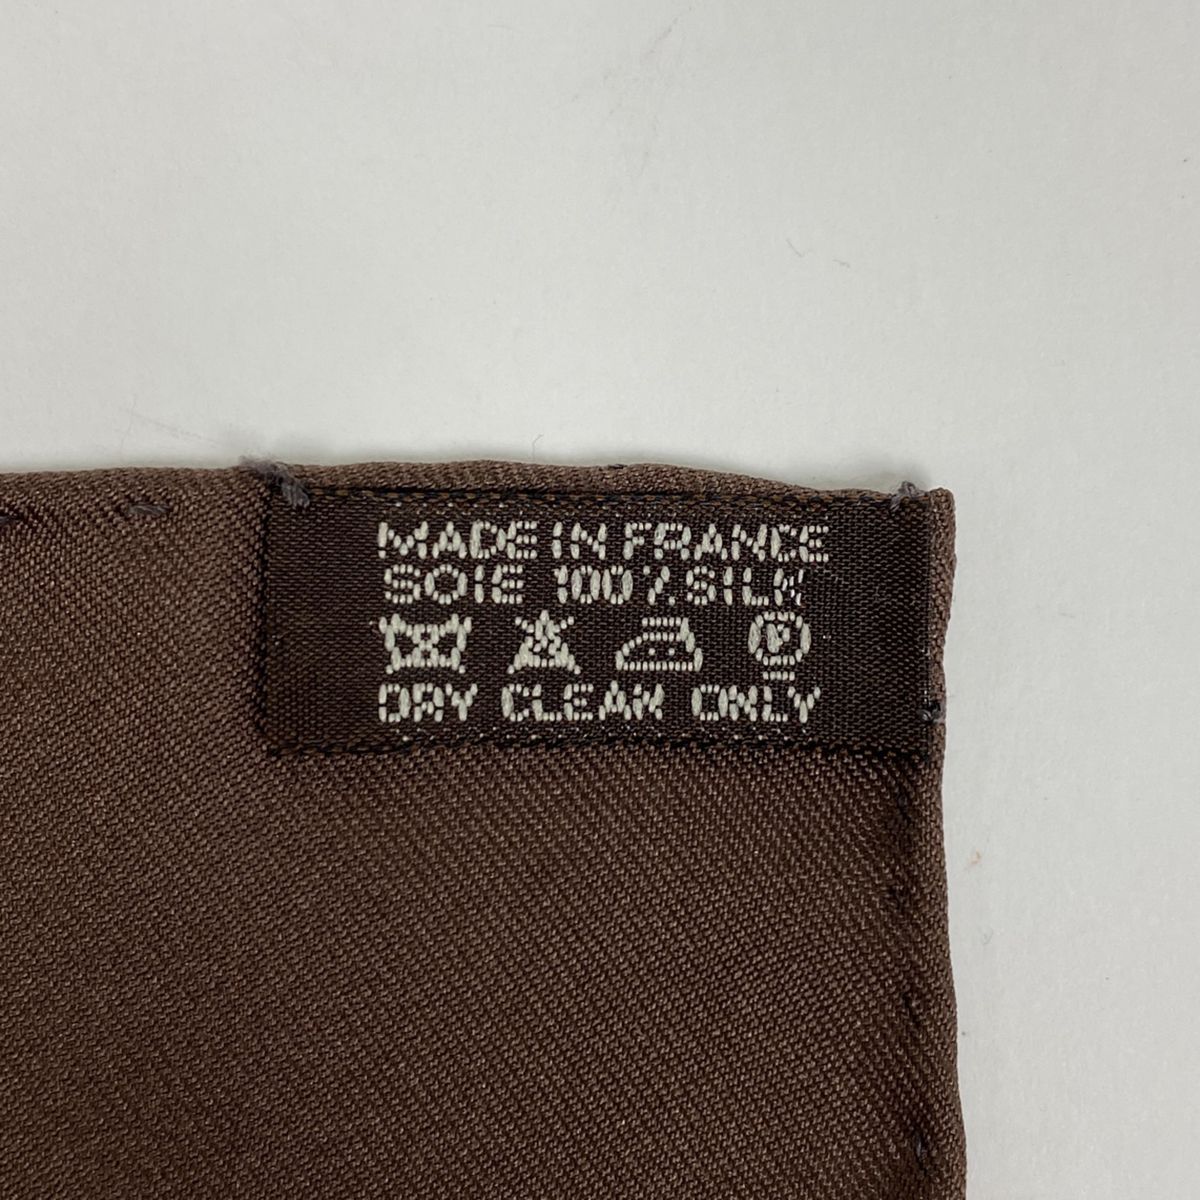 MADE IN FRANCE
SOIE 100% SILK
P
DRY CLEAN ONLY